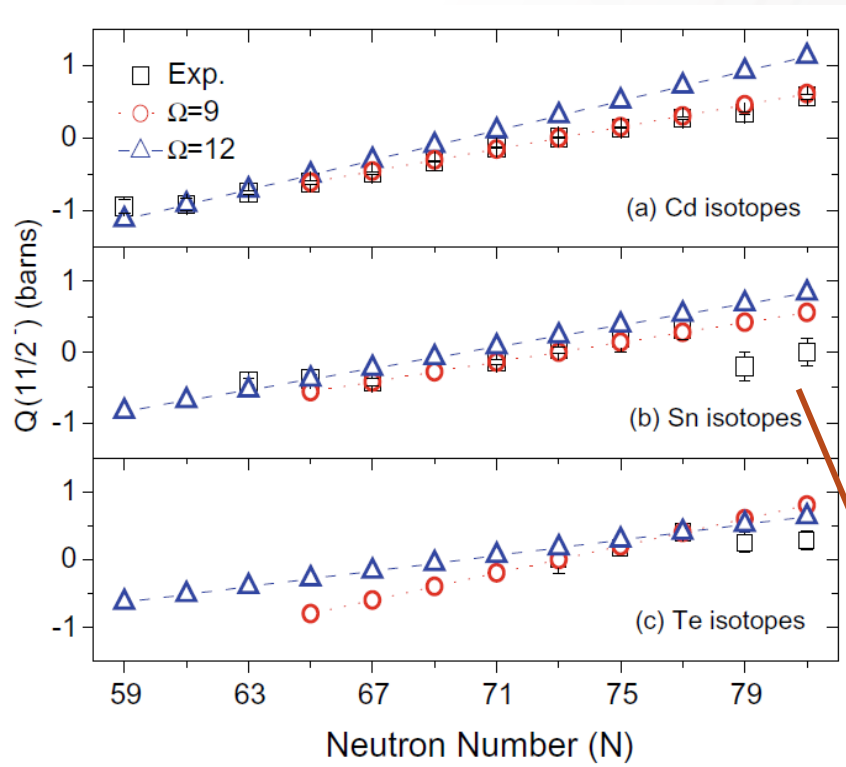 1
0
-1
Exp.
Ω=9
Ω=12
(a) Cd isotopes
1
0
-1
(b) Sn isotopes
1
0
-1
(c) Te isotopes
Q(11/2⁻) (barns)
59 63 67 71 75 79
Neutron Number (N)